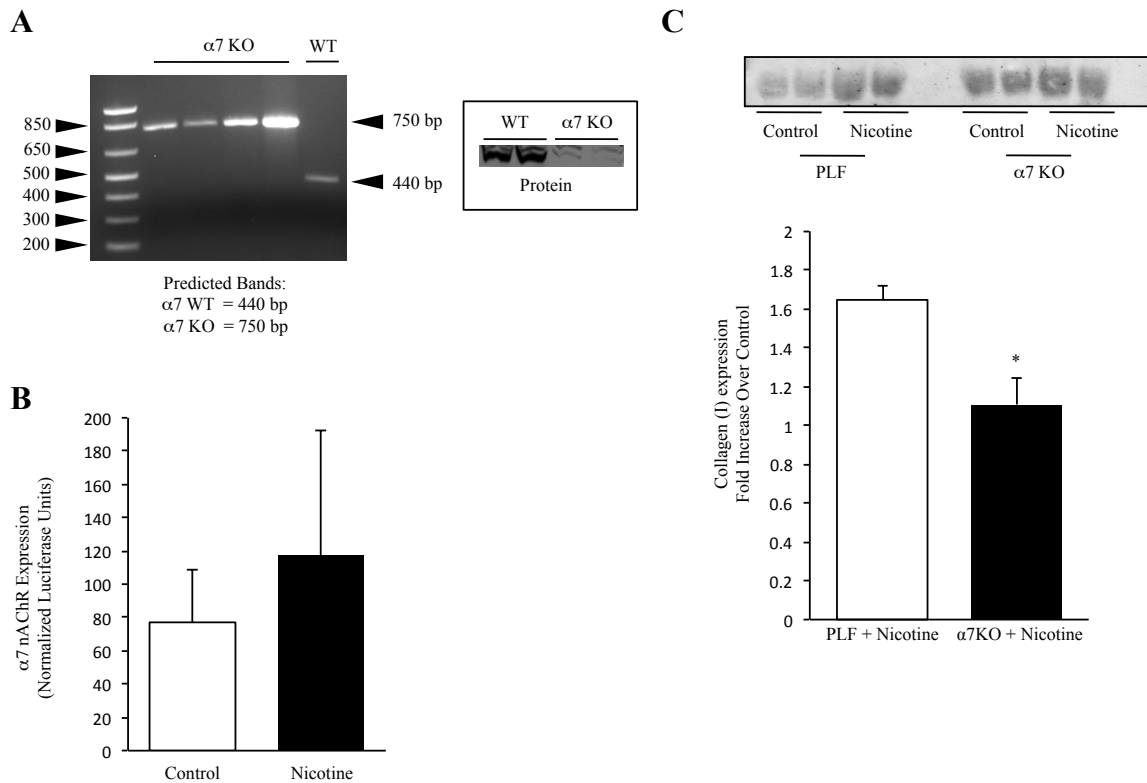 A
α7 KO
WT
850
650
500
400
300
200
750 bp
440 bp
Predicted Bands:
α7 WT = 440 bp
α7 KO = 750 bp
WT
α7 KO
Protein
B
200
180
160
140
120
100
80
60
40
20
0
α7 nAChR Expression
(Normalized Luciferase Units)
Control
Nicotine
C
Control
Nicotine
Control
Nicotine
PLF
α7 KO
2
1.8
1.6
1.4
1.2
1
0.8
0.6
0.4
0.2
0
Collagen (I) expression
Fold Increase Over Control
*
PLF + Nicotine
α7KO + Nicotine